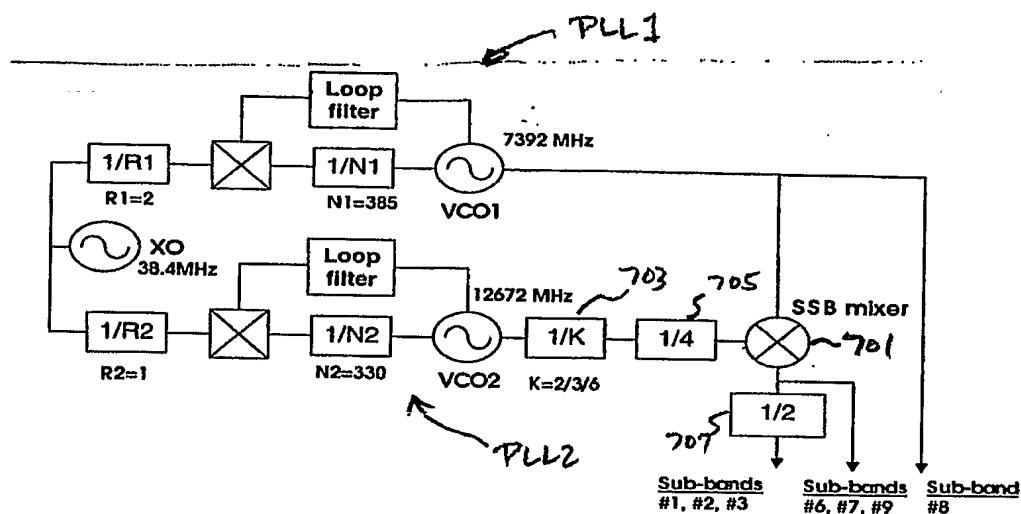 PLL1
Loop
filter
7392 MHz
1/R1
1/N1
R1=2
N1=385
VCO1
XO
38.4MHz
Loop
filter
12672 MHz
703
705
SSB mixer
701
1/R2
1/N2
1/K
1/4
R2=1
N2=330
VCO2
K=2/3/6
1/2
707
PLL2
Sub-bands
#1, #2, #3
Sub-bands
#6, #7, #9
Sub-band
#8